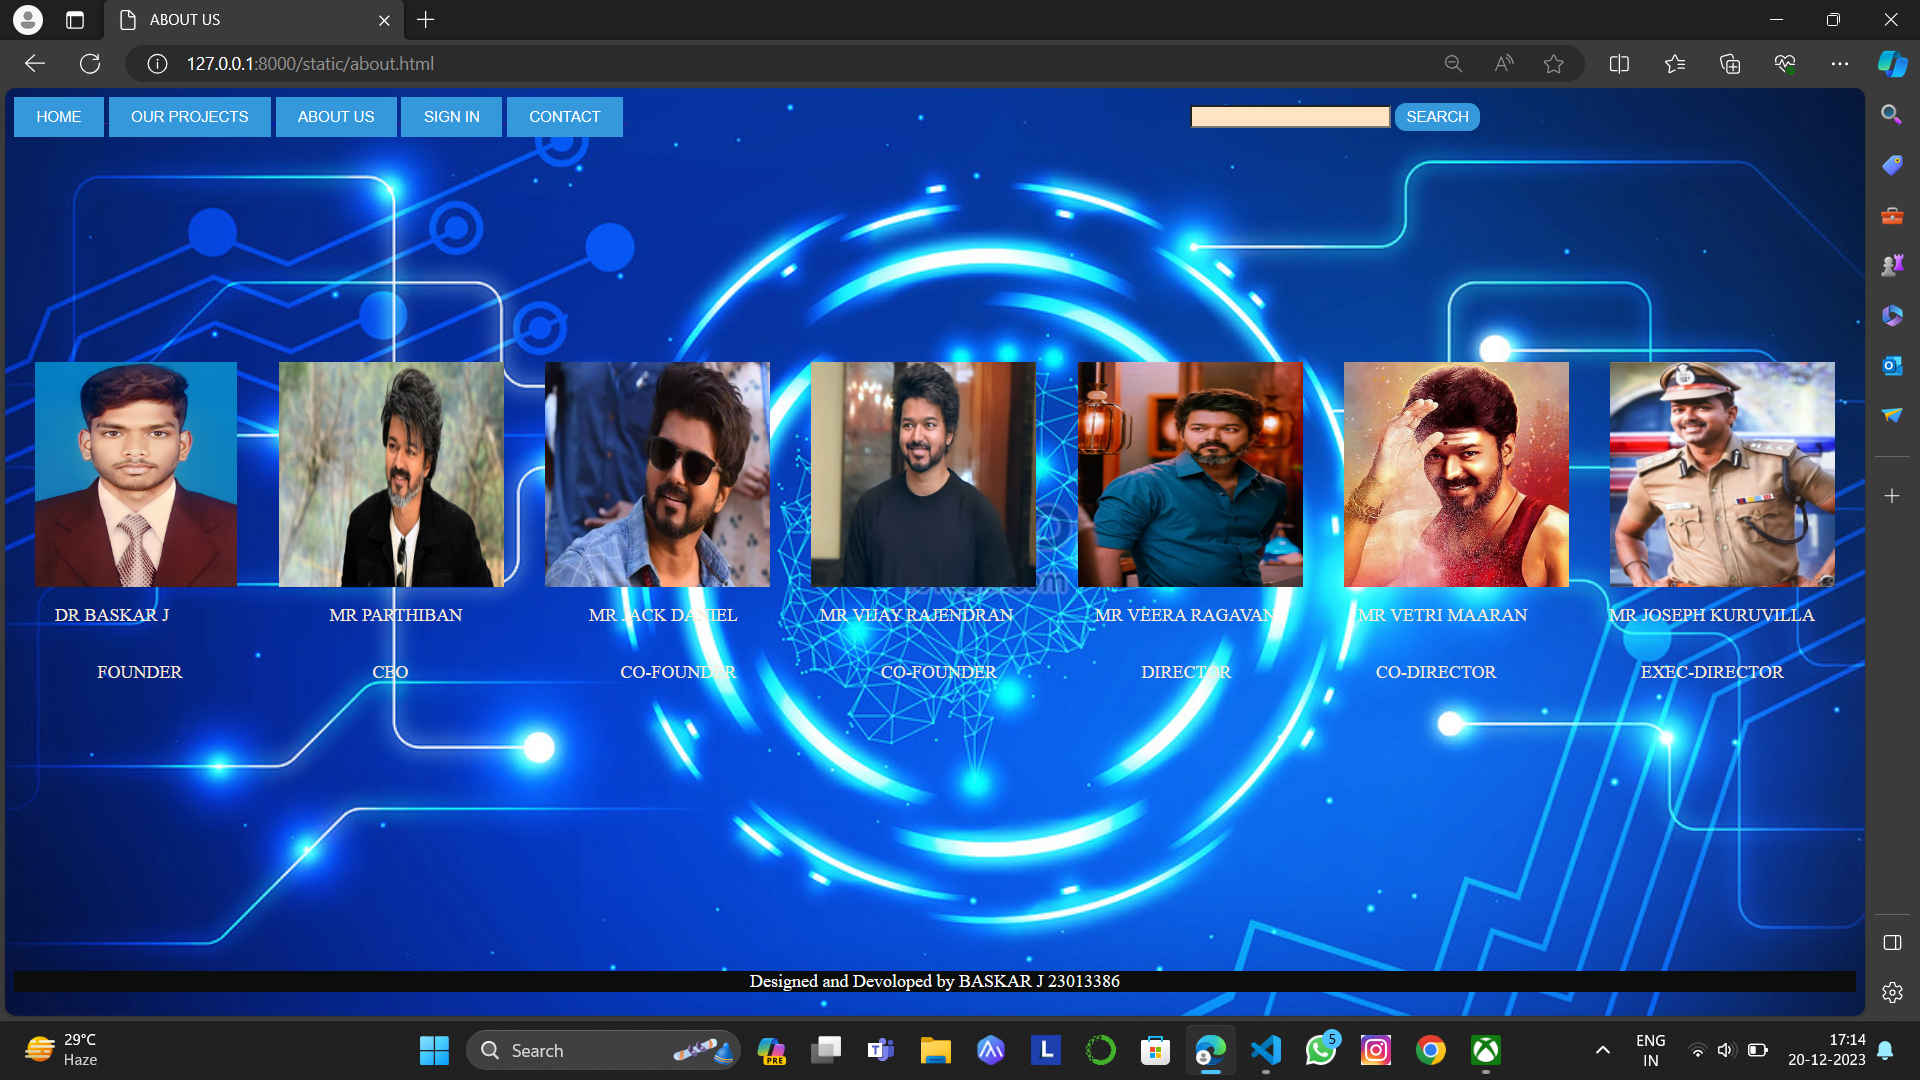 ABOUT US
127.0.0.1:8000/static/about.html
HOME OUR PROJECTS ABOUT US SIGN IN CONTACT SEARCH
DR BASKAR J MR PARTHIBAN MR JACK DANIEL MR VIJAY RAJENDRAN MR VEERA RAGAVAN MR VETRI MAARAN MR JOSEPH KURUVILLA
FOUNDER CEO CO-FOUNDER CO-FOUNDER DIRECTOR CO-DIRECTOR EXEC-DIRECTOR
Designed and Devoloped by BASKAR J 23013386
29°C
Haze
Search
PRE
L
5
ENG
IN
17:14
20-12-2023